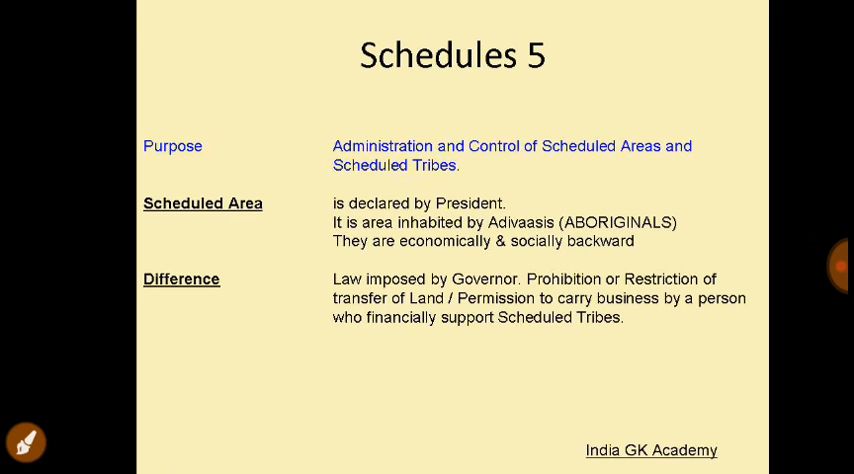 Schedules 5
Purpose Administration and Control of Scheduled Areas and
Scheduled Tribes.
Scheduled Area is declared by President.
It is area inhabited by Adivaasis (ABORIGINALS)
They are economically & socially backward
Difference Law imposed by Governor. Prohibition or Restriction of
transfer of Land / Permission to carry business by a person
who financially support Scheduled Tribes.
India GK Academy